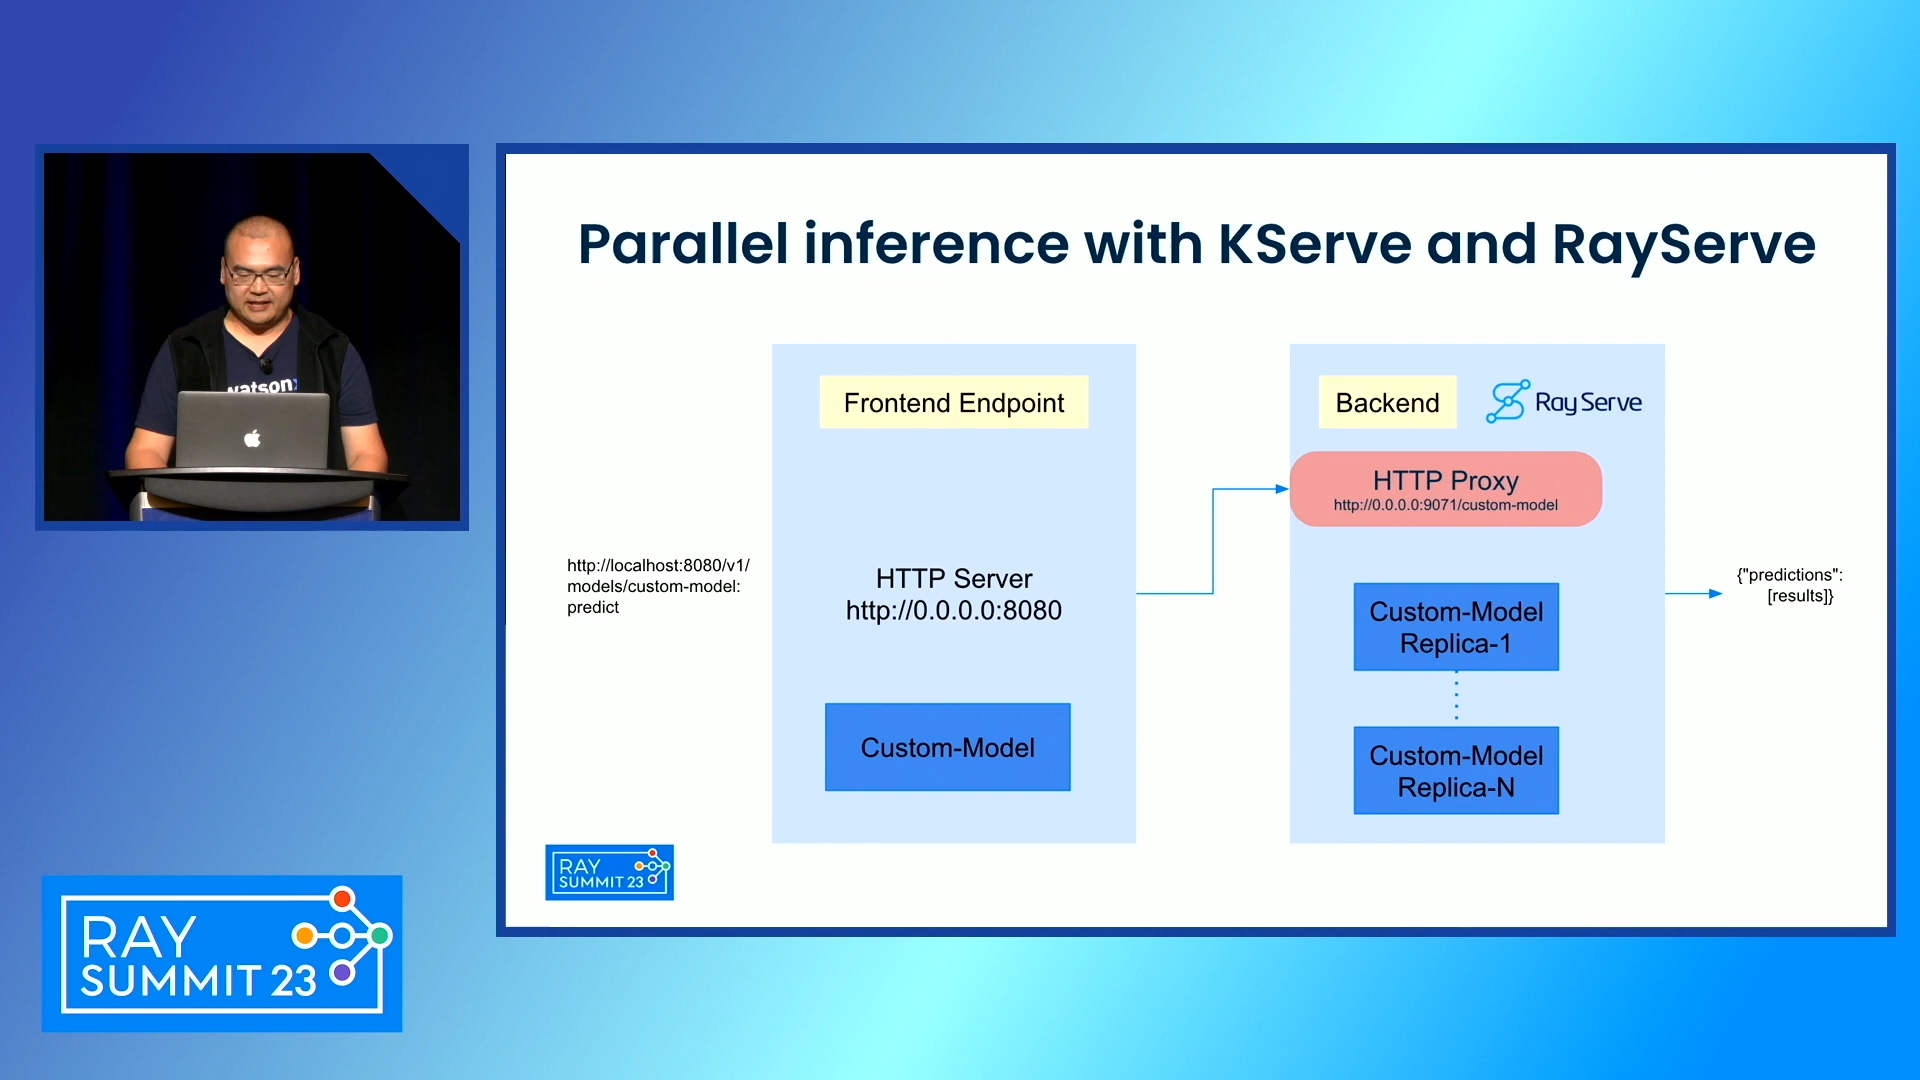 Parallel inference with KServe and RayServe
Frontend Endpoint
Backend
Ray Serve
HTTP Proxy
http://0.0.0.0:9071/custom-model
http://localhost:8080/v1/
models/custom-model:
predict
HTTP Server
http://0.0.0.0:8080
Custom-Model
Replica-1
{"predictions":
[results]}
Custom-Model
Custom-Model
Replica-N
RAY
SUMMIT 23
watsonx
RAY
SUMMIT 23